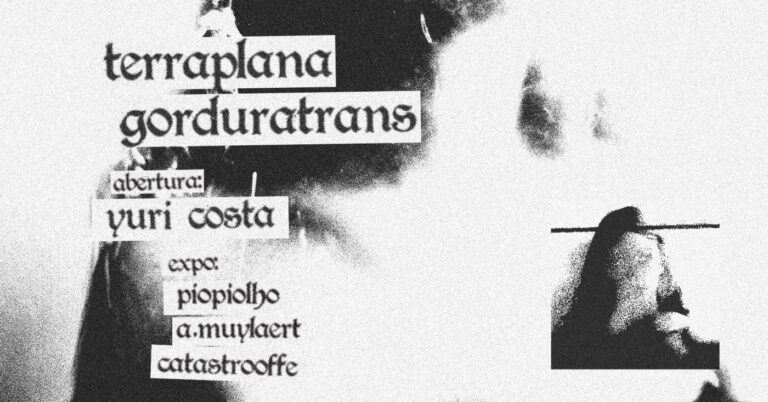 terraplana
gorduratrans
abertura:
yuri costa
expo:
piopiolho
a.muylaert
catastrooffe